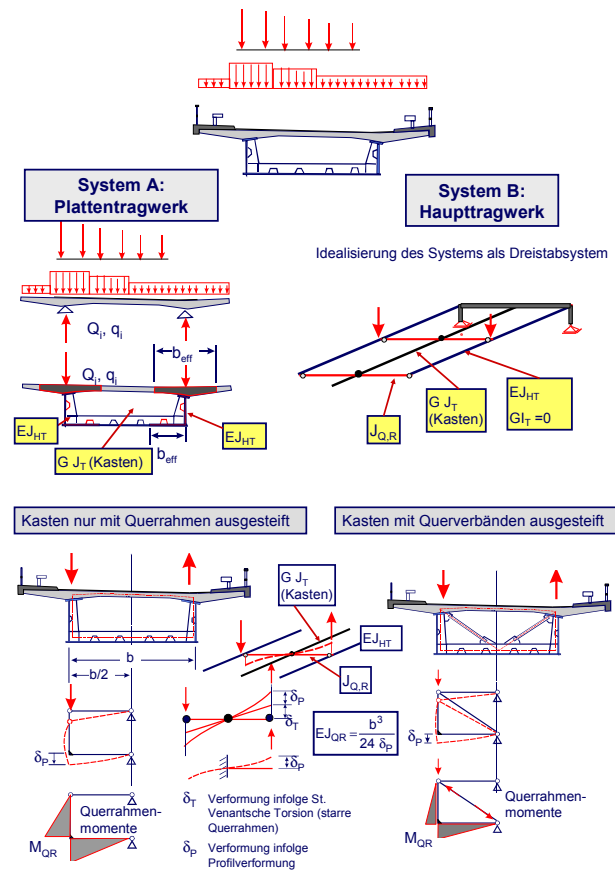 System A:
Plattentragwerk
System B:
Haupttragwerk
Idealisierung des Systems als Dreistabsystem
Qi, qi
beff
Qi, qi
EJHT
G JT (Kasten)
EJHT
beff
G JT
(Kasten)
EJHT
GIT =0
JQ,R
Kasten nur mit Querrahmen ausgesteift
Kasten mit Querverbänden ausgesteift
G JT
(Kasten)
EJHT
JQ,R
b
b/2
δP
δT
δP
EJQR = b³ / 24 δP
δP
δP
Querrahmen-
momente
MQR
δT Verformung infolge St.
Venantsche Torsion (starre
Querrahmen)
δP Verformung infolge
Profilverformung
Querrahmen-
momente
MQR